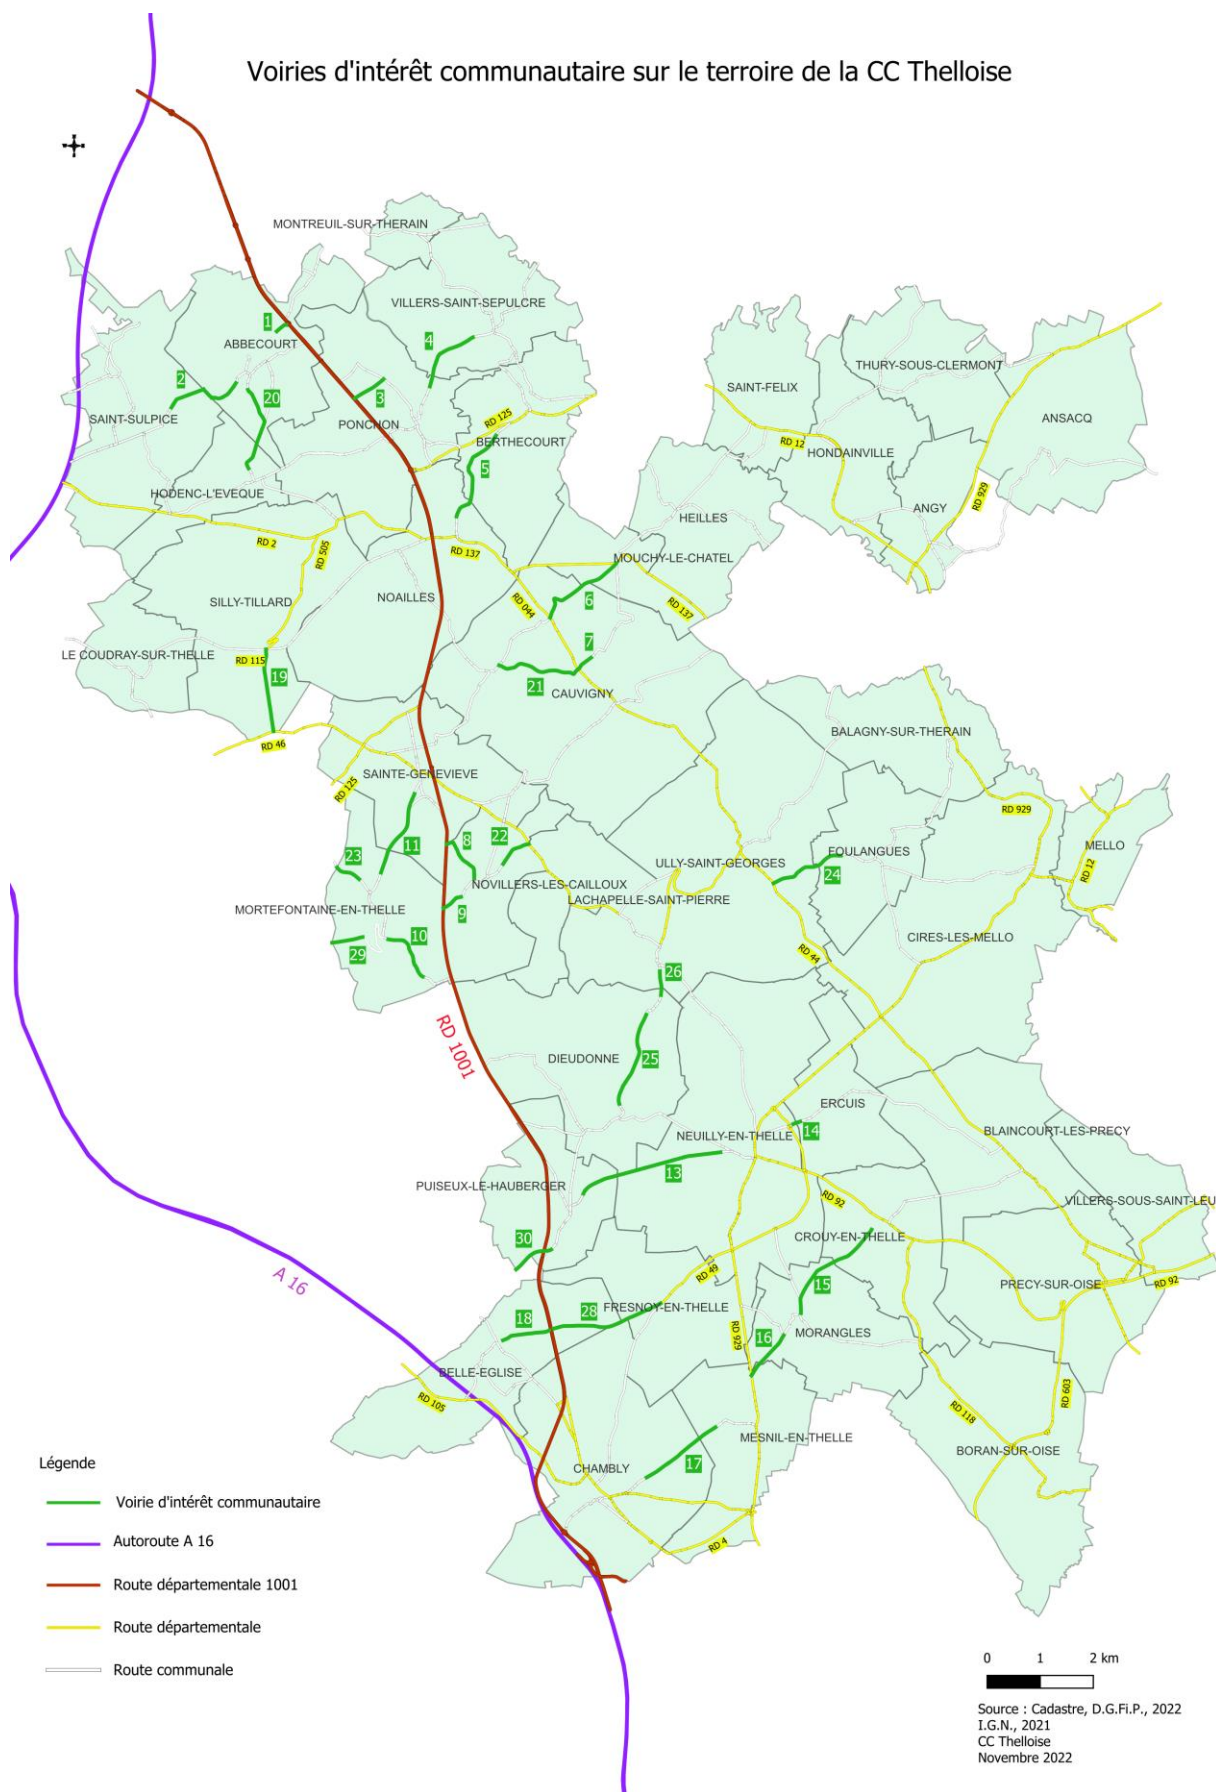 Voiries d'intérêt communautaire sur le terroire de la CC Thelloise
MONTREUIL-SUR-THERAIN
VILLERS-SAINT-SEPULCRE
1
ABBECOURT
4
THURY-SOUS-CLERMONT
2
20
3
SAINT-FELIX
SAINT-SULPICE
PONCHON
RD 125
ANSACQ
BERTHECOURT
RD 12
HONDAINVILLE
5
HODENC-L'EVEQUE
RD 929
ANGY
HEILLES
RD 2
RD 505
RD 137
MOUCHY-LE-CHATEL
SILLY-TILLARD
NOAILLES
RD 044
6
RD 137
LE COUDRAY-SUR-THELLE
RD 115
7
19
21
CAUVIGNY
RD 46
BALAGNY-SUR-THERAIN
SAINTE-GENEVIEVE
RD 125
RD 929
23
11
8
22
MELLO
ULLY-SAINT-GEORGES
FOULANGUES
24
RD 12
NOVILLERS-LES-CAILLOUX
LACHAPELLE-SAINT-PIERRE
MORTEFONTAINE-EN-THELLE
9
10
29
CIRES-LES-MELLO
RD 44
26
RD 1001
DIEUDONNE
25
ERCUIS
NEUILLY-EN-THELLE
14
BLAINCOURT-LES-PRECY
13
PUISEUX-LE-HAUBERGER
RD 92
VILLERS-SOUS-SAINT-LEU
30
CROUY-EN-THELLE
A 16
RD 49
15
PRECY-SUR-OISE
RD 92
18
28
FRESNOY-EN-THELLE
RD 929
16
MORANGLES
BELLE-EGLISE
RD 105
RD 118
RD 603
MESNIL-EN-THELLE
BORAN-SUR-OISE
17
CHAMBLY
RD 4
Légende
Voirie d'intérêt communautaire
Autoroute A 16
Route départementale 1001
Route départementale
Route communale
0 1 2 km
Source : Cadastre, D.G.Fi.P., 2022
I.G.N., 2021
CC Thelloise
Novembre 2022